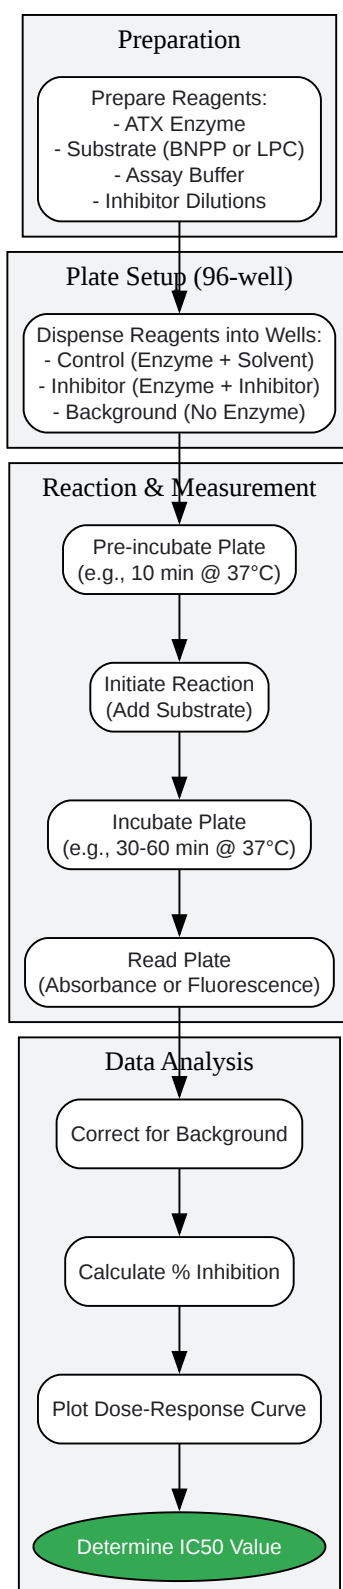 Preparation
Prepare Reagents:
- ATX Enzyme
- Substrate (BNPP or LPC)
- Assay Buffer
- Inhibitor Dilutions
Plate Setup (96-well)
Dispense Reagents into Wells:
- Control (Enzyme + Solvent)
- Inhibitor (Enzyme + Inhibitor)
- Background (No Enzyme)
Reaction & Measurement
Pre-incubate Plate
(e.g., 10 min @ 37°C)
Initiate Reaction
(Add Substrate)
Incubate Plate
(e.g., 30-60 min @ 37°C)
Read Plate
(Absorbance or Fluorescence)
Data Analysis
Correct for Background
Calculate % Inhibition
Plot Dose-Response Curve
Determine IC50 Value